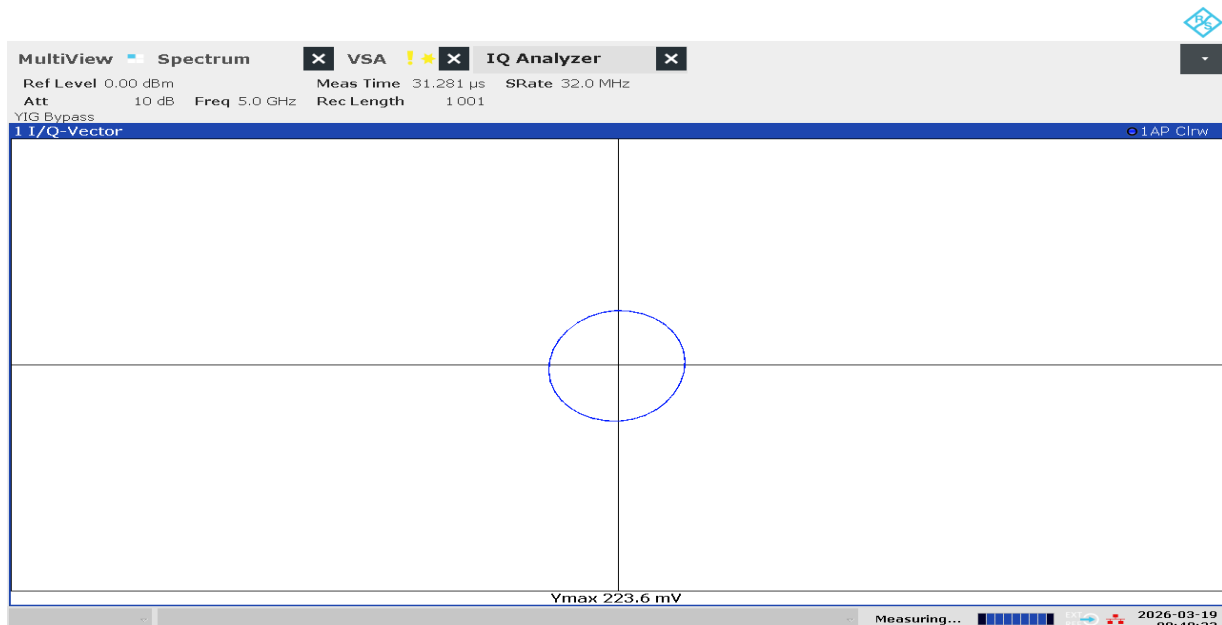 R&S
MultiView Spectrum X VSA ! * X IQ Analyzer X
Ref Level 0.00 dBm Meas Time 31.281 µs SRate 32.0 MHz
Att 10 dB Freq 5.0 GHz Rec Length 1001
YIG Bypass
1 I/Q-Vector 1AP Clrw
Ymax 223.6 mV
Measuring... 2026-03-19